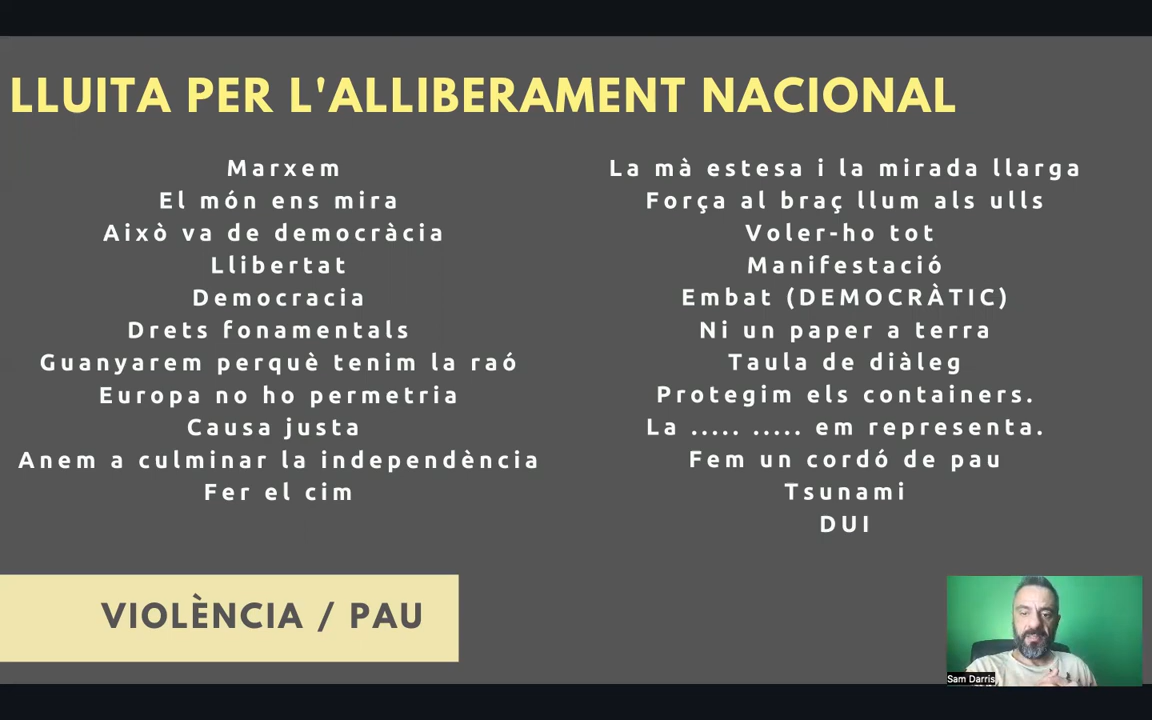 LLUITA PER L'ALLIBERAMENT NACIONAL
Marxem
El món ens mira
Això va de democràcia
Llibertat
Democracia
Drets fonamentals
Guanyarem perquè tenim la raó
Europa no ho permetria
Causa justa
Anem a culminar la independència
Fer el cim
La mà estesa i la mirada llarga
Força al braç llum als ulls
Voler-ho tot
Manifestació
Embat (DEMOCRÀTIC)
Ni un paper a terra
Taula de diàleg
Protegim els containers.
La ..... ..... em representa.
Fem un cordó de pau
Tsunami
DUI
VIOLÈNCIA / PAU
Sam Darris